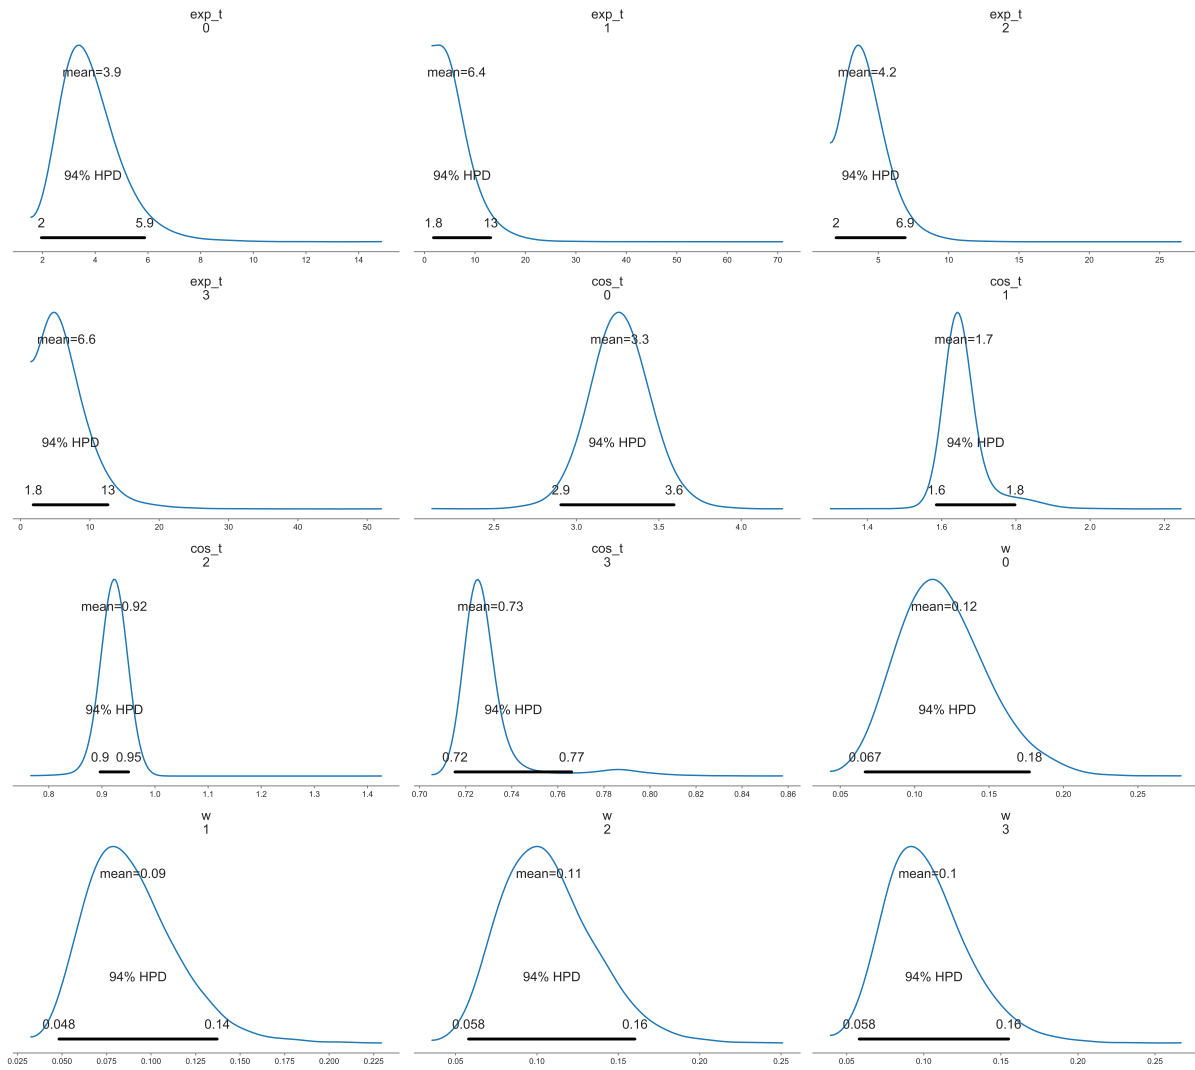 exp_t
0
mean=3.9
94% HPD
2 5.9
2 4 6 8 10 12 14
exp_t
1
mean=6.4
94% HPD
1.8 13
0 10 20 30 40 50 60 70
exp_t
2
mean=4.2
94% HPD
2 6.9
5 10 15 20 25
exp_t
3
mean=6.6
94% HPD
1.8 13
0 10 20 30 40 50
cos_t
0
mean=3.3
94% HPD
2.9 3.6
2.5 3.0 3.5 4.0
cos_t
1
mean=1.7
94% HPD
1.6 1.8
1.4 1.6 1.8 2.0 2.2
cos_t
2
mean=0.92
94% HPD
0.9 0.95
0.8 0.9 1.0 1.1 1.2 1.3 1.4
cos_t
3
mean=0.73
94% HPD
0.72 0.77
0.70 0.72 0.74 0.76 0.78 0.80 0.82 0.84 0.86
w
0
mean=0.12
94% HPD
0.067 0.18
0.05 0.10 0.15 0.20 0.25
w
1
mean=0.09
94% HPD
0.048 0.14
0.025 0.050 0.075 0.100 0.125 0.150 0.175 0.200 0.225
w
2
mean=0.11
94% HPD
0.058 0.16
0.05 0.10 0.15 0.20 0.25
w
3
mean=0.1
94% HPD
0.058 0.16
0.05 0.10 0.15 0.20 0.25